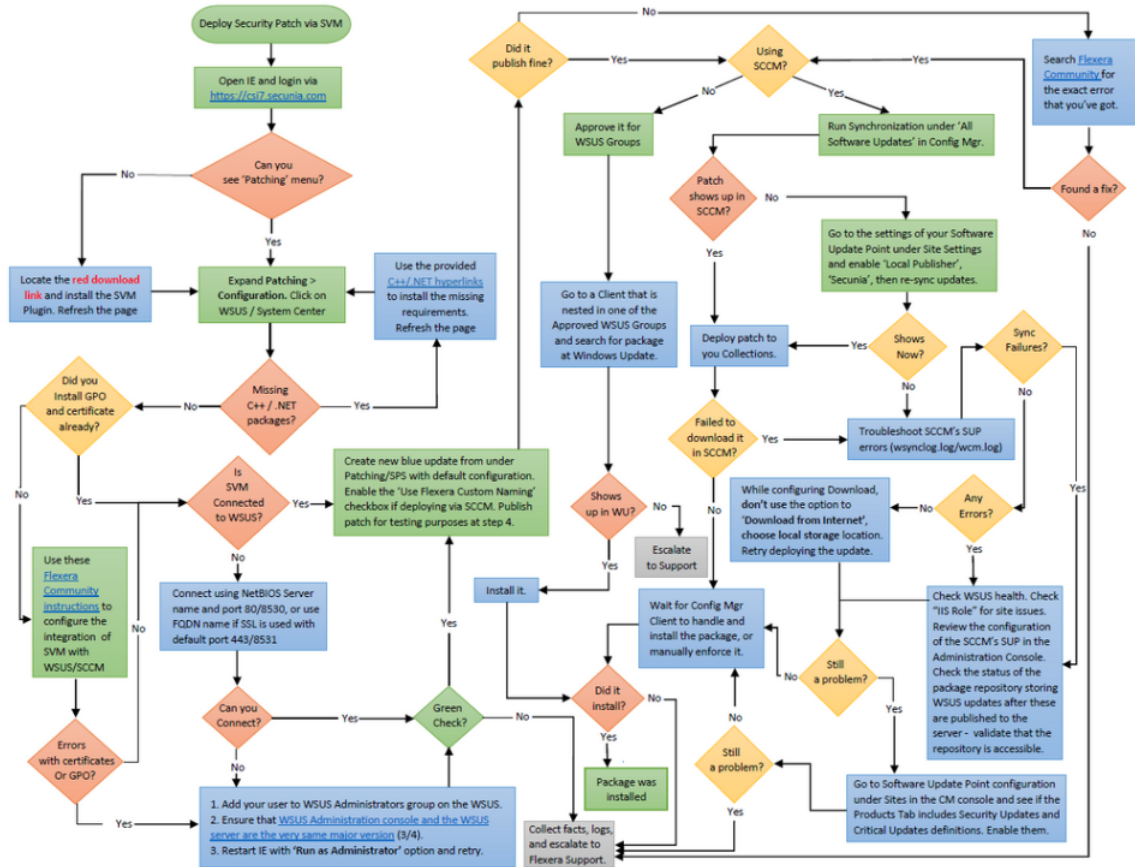 Deploy Security Patch via SVM
Open IE and login via
https://csi7.secunia.com
Can you
see 'Patching' menu?
No
Yes
Locate the red download
link and install the SVM
Plugin. Refresh the page
Expand Patching >
Configuration. Click on
WSUS / System Center
Use the provided
C++/.NET hyperlinks
to install the missing
requirements.
Refresh the page
Missing
C++ / .NET
packages?
No
Yes
Did you
Install GPO
and certificate
already?
No
Yes
Is
SVM
Connected
to WSUS?
Yes
No
Use these
Flexera
Community
instructions to
configure the
integration of
SVM with
WSUS/SCCM
Errors
with certificates
Or GPO?
No
Yes
Connect using NetBIOS Server
name and port 80/8530, or use
FQDN name if SSL is used with
default port 443/8531
Can you
Connect?
Yes
No
Green
Check?
Yes
No
1. Add your user to WSUS Administrators group on the WSUS.
2. Ensure that WSUS Administration console and the WSUS
server are the very same major version (3/4).
3. Restart IE with 'Run as Administrator' option and retry.
Create new blue update from under
Patching/SPS with default configuration.
Enable the 'Use Flexera Custom Naming'
checkbox if deploying via SCCM. Publish
patch for testing purposes at step 4.
Did it
publish fine?
No
Yes
Search Flexera
Community for
the exact error
that you've got.
Found a fix?
Yes
No
Using
SCCM?
No
Yes
Approve it for
WSUS Groups
Run Synchronization under 'All
Software Updates' in Config Mgr.
Patch
shows up in
SCCM?
No
Yes
Go to the settings of your Software
Update Point under Site Settings
and enable 'Local Publisher',
'Secunia', then re-sync updates.
Go to a Client that is
nested in one of the
Approved WSUS Groups
and search for package
at Windows Update.
Deploy patch to
you Collections.
Yes
Shows
Now?
No
Sync
Failures?
Yes
No
Failed to
download it
in SCCM?
Yes
No
Troubleshoot SCCM's SUP
errors (wsynclog.log/wcm.log)
Shows
up in WU?
No
Yes
Escalate
to Support
Install it.
While configuring Download,
don't use the option to
'Download from Internet',
choose local storage location.
Retry deploying the update.
Any
Errors?
No
Yes
Check WSUS health. Check
"IIS Role" for site issues.
Review the configuration
of the SCCM's SUP in the
Administration Console.
Check the status of the
package repository storing
WSUS updates after these
are published to the
server - validate that the
repository is accessible.
Wait for Config Mgr
Client to handle and
install the package, or
manually enforce it.
Still
a problem?
No
Yes
Did it
install?
No
Yes
Package was
installed
Still
a problem?
No
Yes
Go to Software Update Point configuration
under Sites in the CM console and see if the
Products Tab includes Security Updates and
Critical Updates definitions. Enable them.
Collect facts, logs,
and escalate to
Flexera Support.